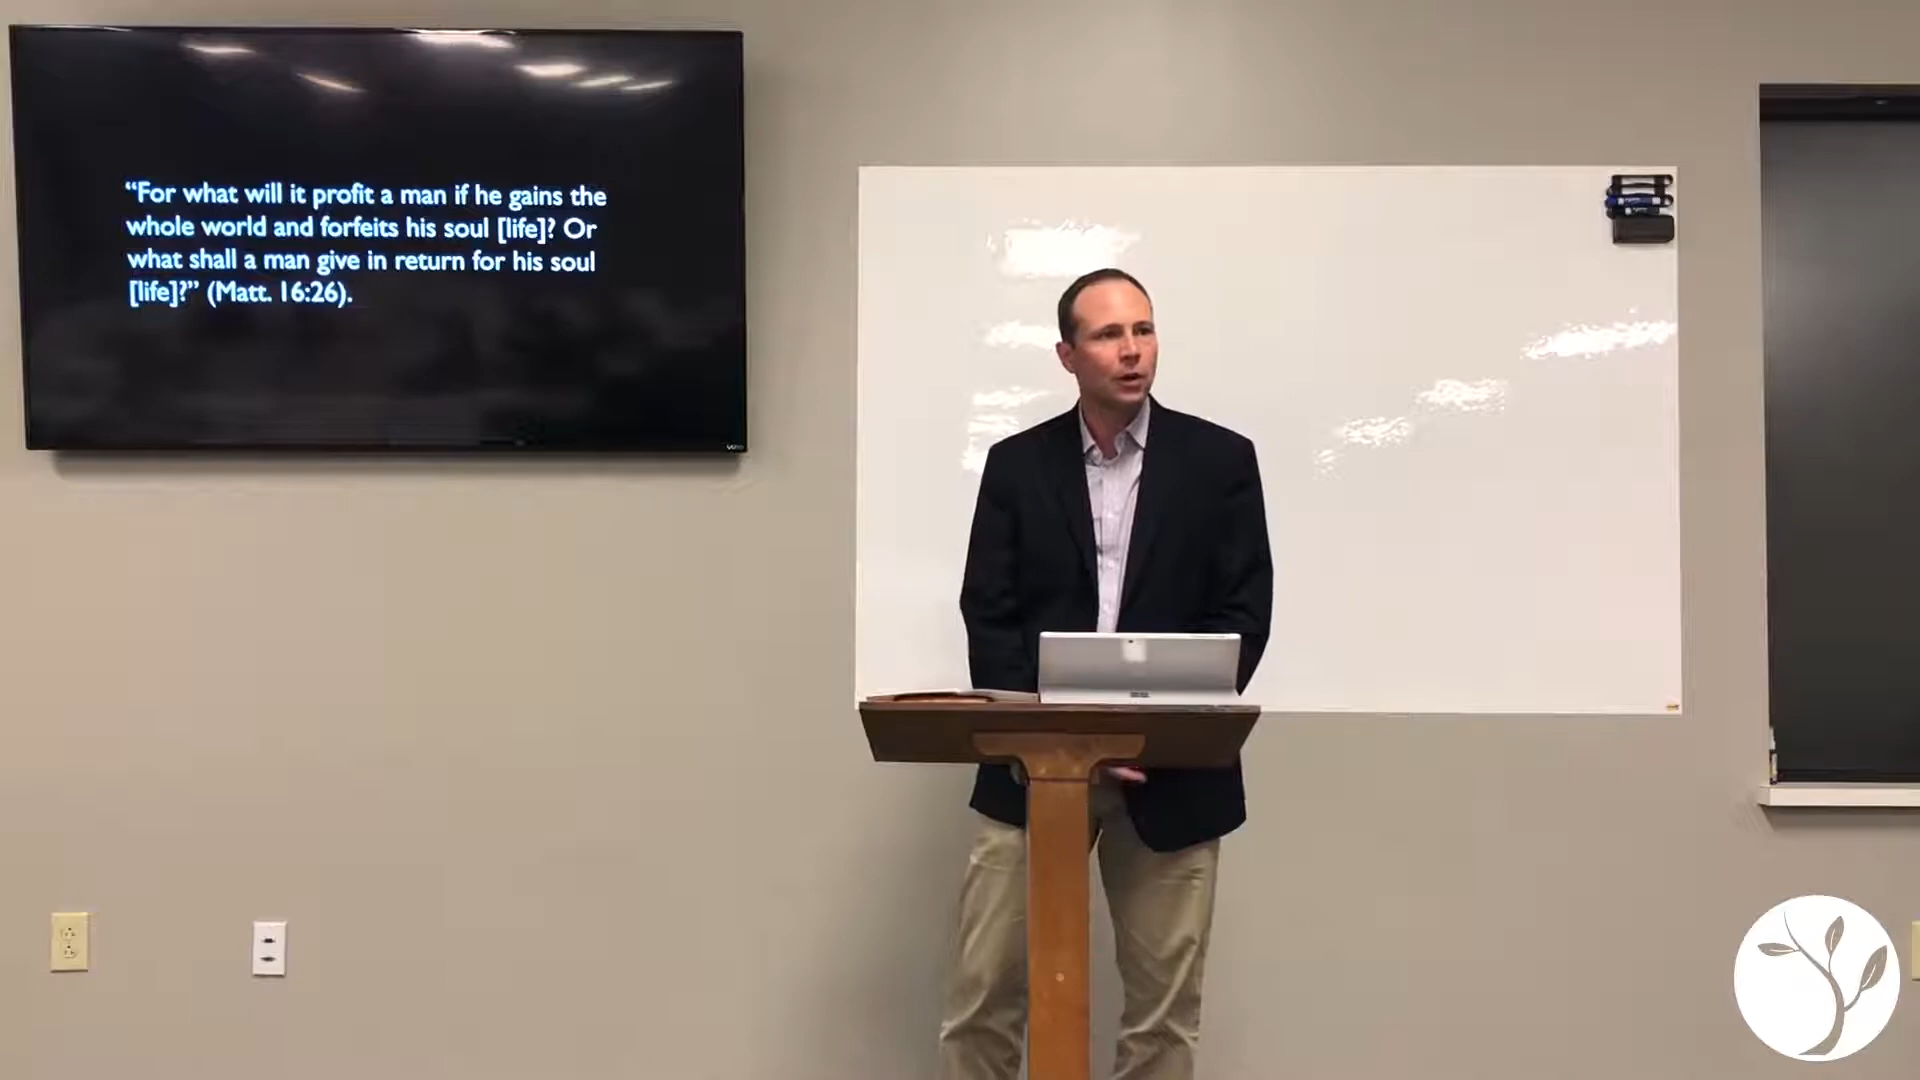 “For what will it profit a man if he gains the
whole world and forfeits his soul [life]? Or
what shall a man give in return for his soul
[life]?” (Matt. 16:26).
VIZIO